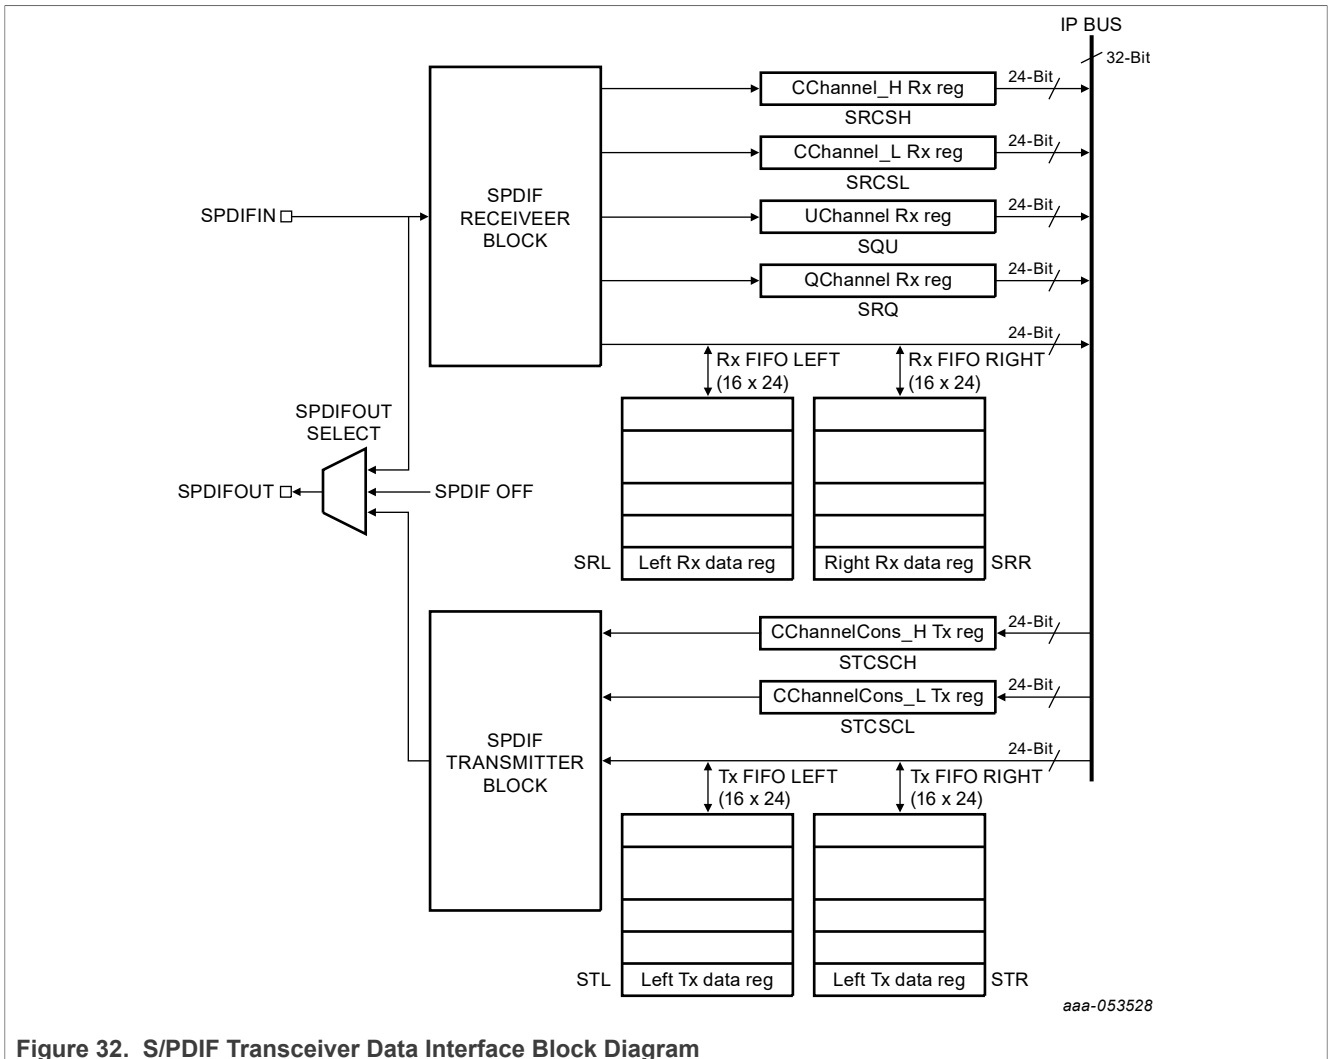 IP BUS
32-Bit
CChannel_H Rx reg
24-Bit
SRCSH
CChannel_L Rx reg
24-Bit
SRCSL
SPDIF
RECEIVEER
BLOCK
SPDIFIN
UChannel Rx reg
24-Bit
SQU
QChannel Rx reg
24-Bit
SRQ
24-Bit
Rx FIFO LEFT
(16 x 24)
Rx FIFO RIGHT
(16 x 24)
SPDIFOUT
SELECT
SPDIFOUT
SPDIF OFF
SRL
Left Rx data reg
Right Rx data reg
SRR
CChannelCons_H Tx reg
24-Bit
STCSCH
CChannelCons_L Tx reg
24-Bit
STCSCL
SPDIF
TRANSMITTER
BLOCK
24-Bit
Tx FIFO LEFT
(16 x 24)
Tx FIFO RIGHT
(16 x 24)
STL
Left Tx data reg
Left Tx data reg
STR
aaa-053528
Figure 32. S/PDIF Transceiver Data Interface Block Diagram